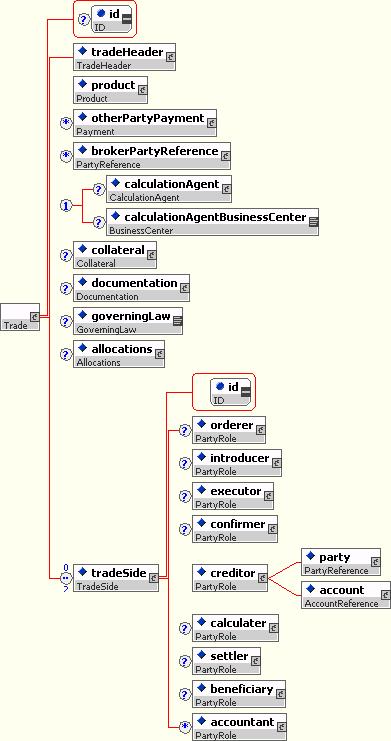 ?
id
ID
tradeHeader
TradeHeader
product
Product
*
otherPartyPayment
Payment
*
brokerPartyReference
PartyReference
1
?
calculationAgent
CalculationAgent
?
calculationAgentBusinessCenter
BusinessCenter
?
collateral
Collateral
?
documentation
Documentation
?
governingLaw
GoverningLaw
?
allocations
Allocations
Trade
id
ID
?
orderer
PartyRole
?
introducer
PartyRole
?
executor
PartyRole
?
confirmer
PartyRole
0
..
2
tradeSide
TradeSide
creditor
PartyRole
party
PartyReference
account
AccountReference
?
calculater
PartyRole
?
settler
PartyRole
?
beneficiary
PartyRole
*
accountant
PartyRole